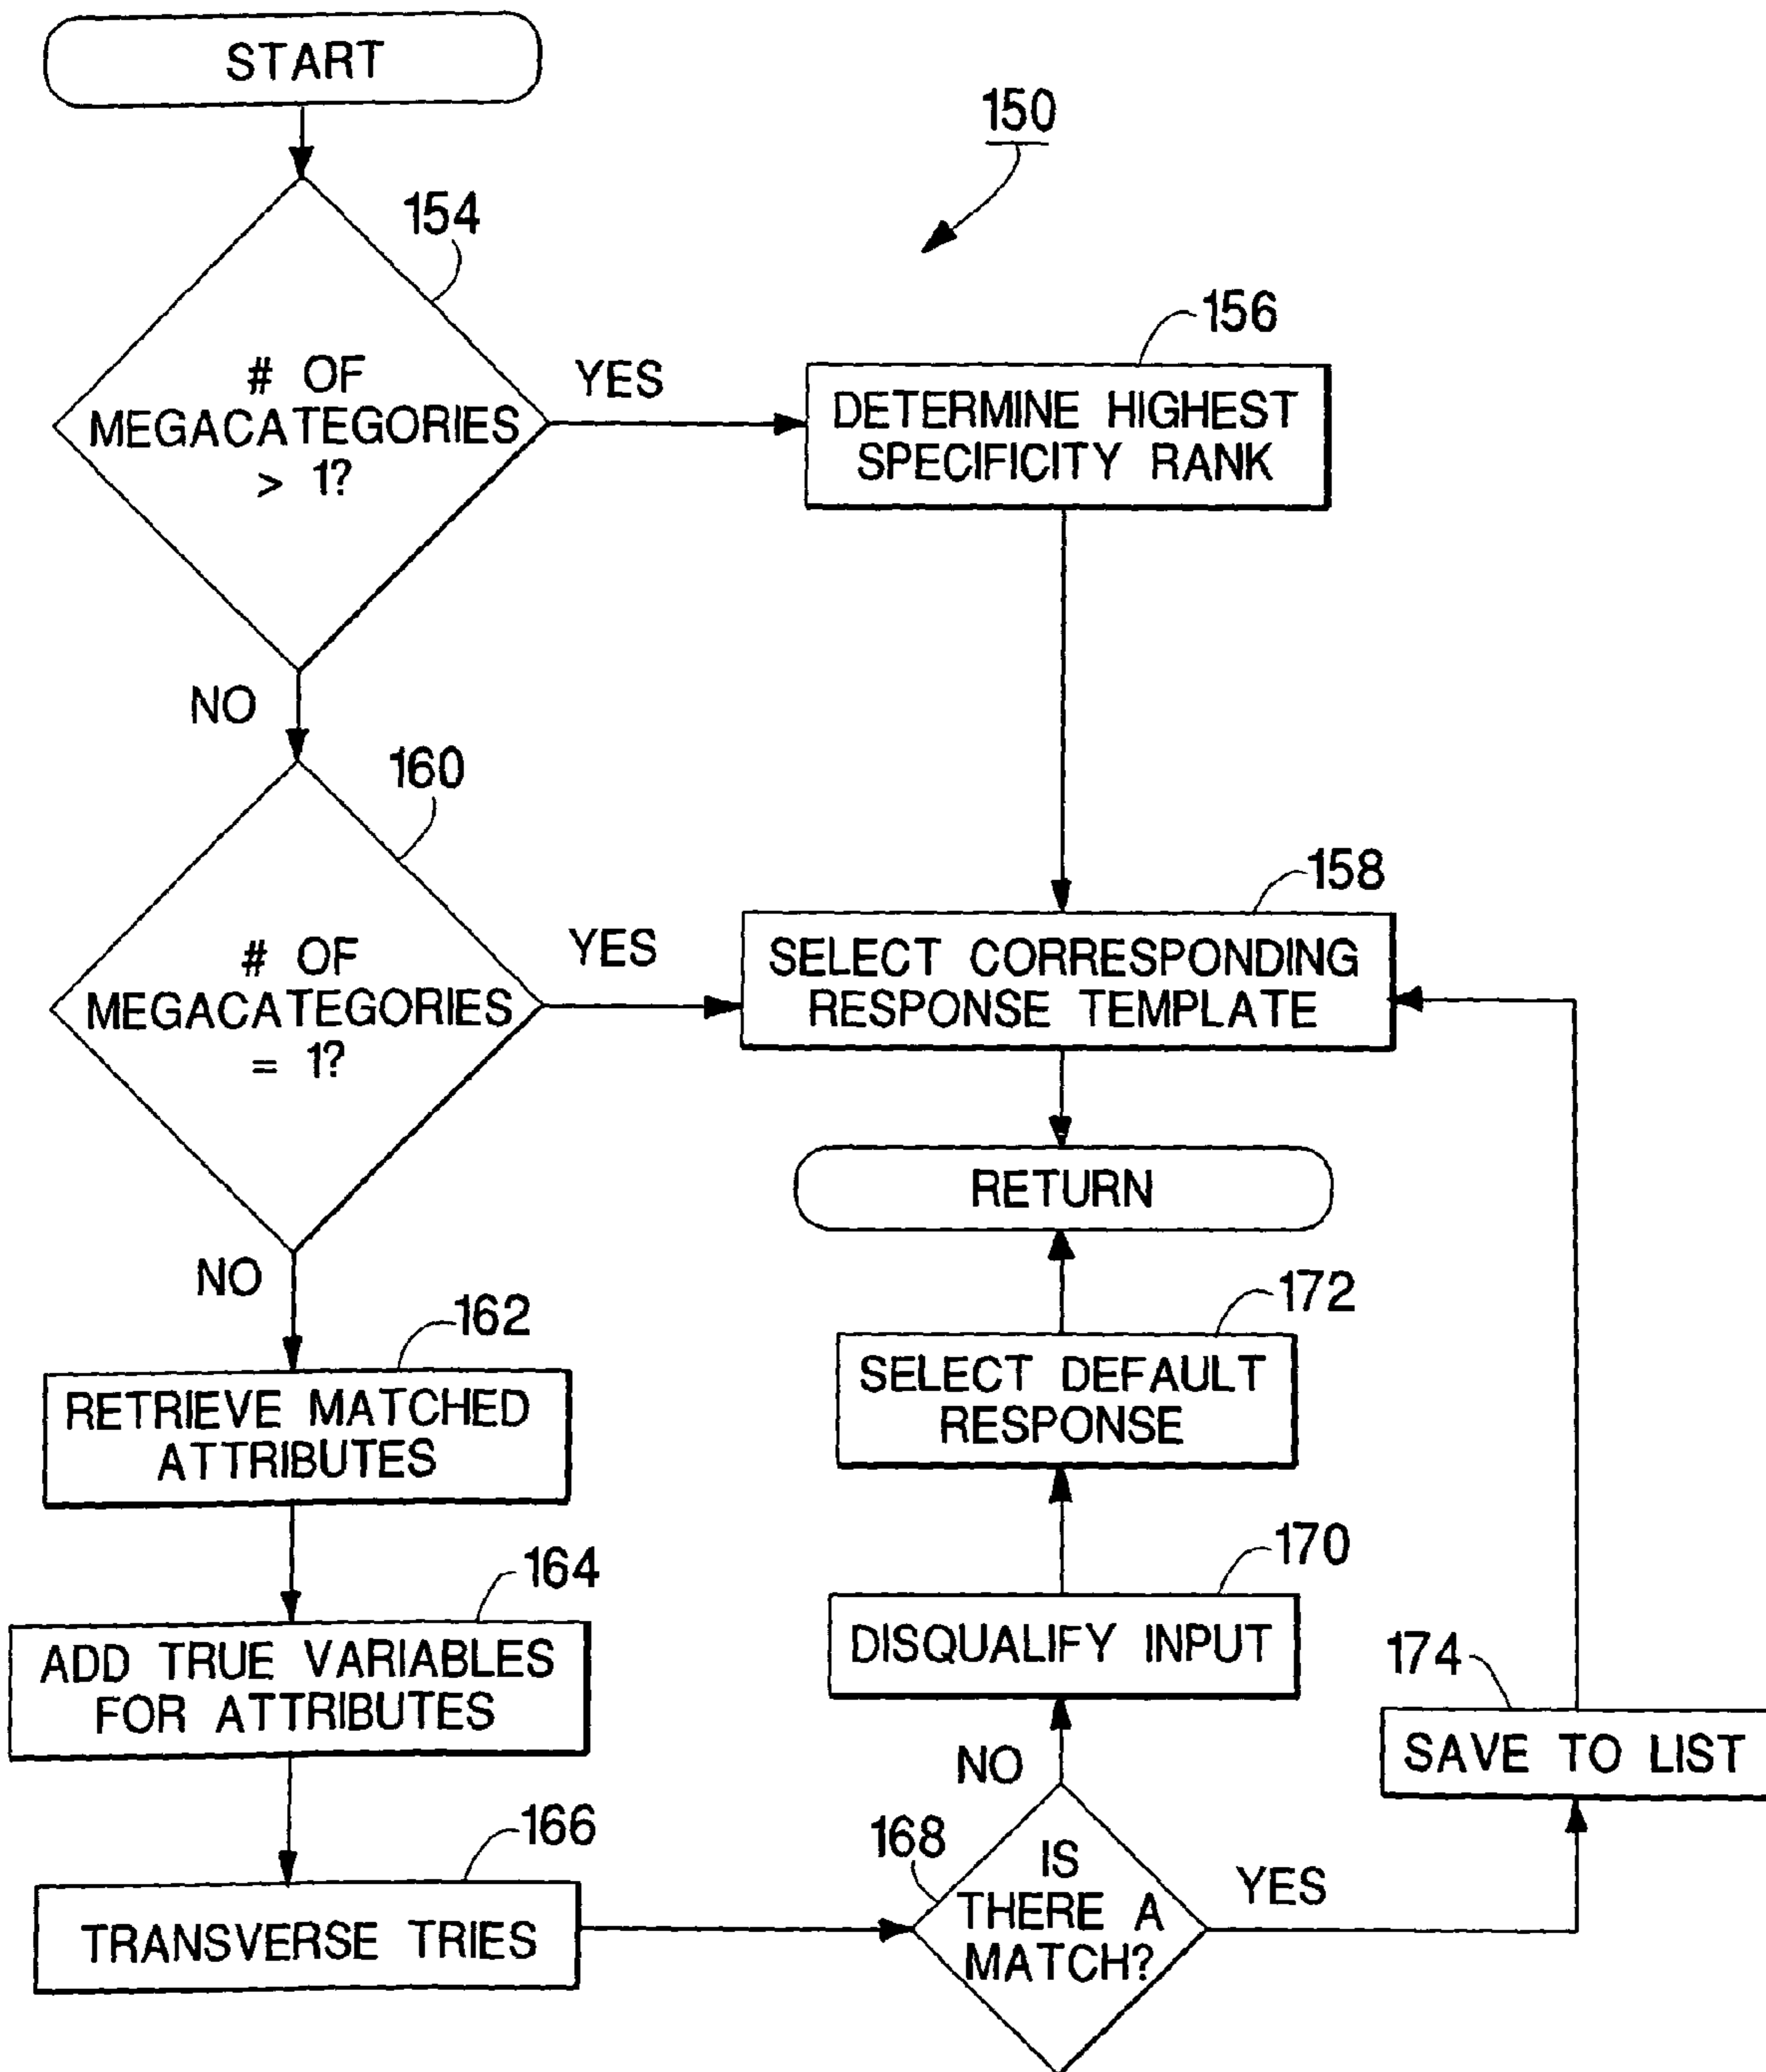 START
150
154
# OF
MEGACATEGORIES
> 1?
YES
156
DETERMINE HIGHEST
SPECIFICITY RANK
NO
160
# OF
MEGACATEGORIES
= 1?
YES
158
SELECT CORRESPONDING
RESPONSE TEMPLATE
RETURN
NO
162
RETRIEVE MATCHED
ATTRIBUTES
172
SELECT DEFAULT
RESPONSE
164
ADD TRUE VARIABLES
FOR ATTRIBUTES
170
DISQUALIFY INPUT
174
SAVE TO LIST
NO
166
TRANSVERSE TRIES
168
IS
THERE A
MATCH?
YES